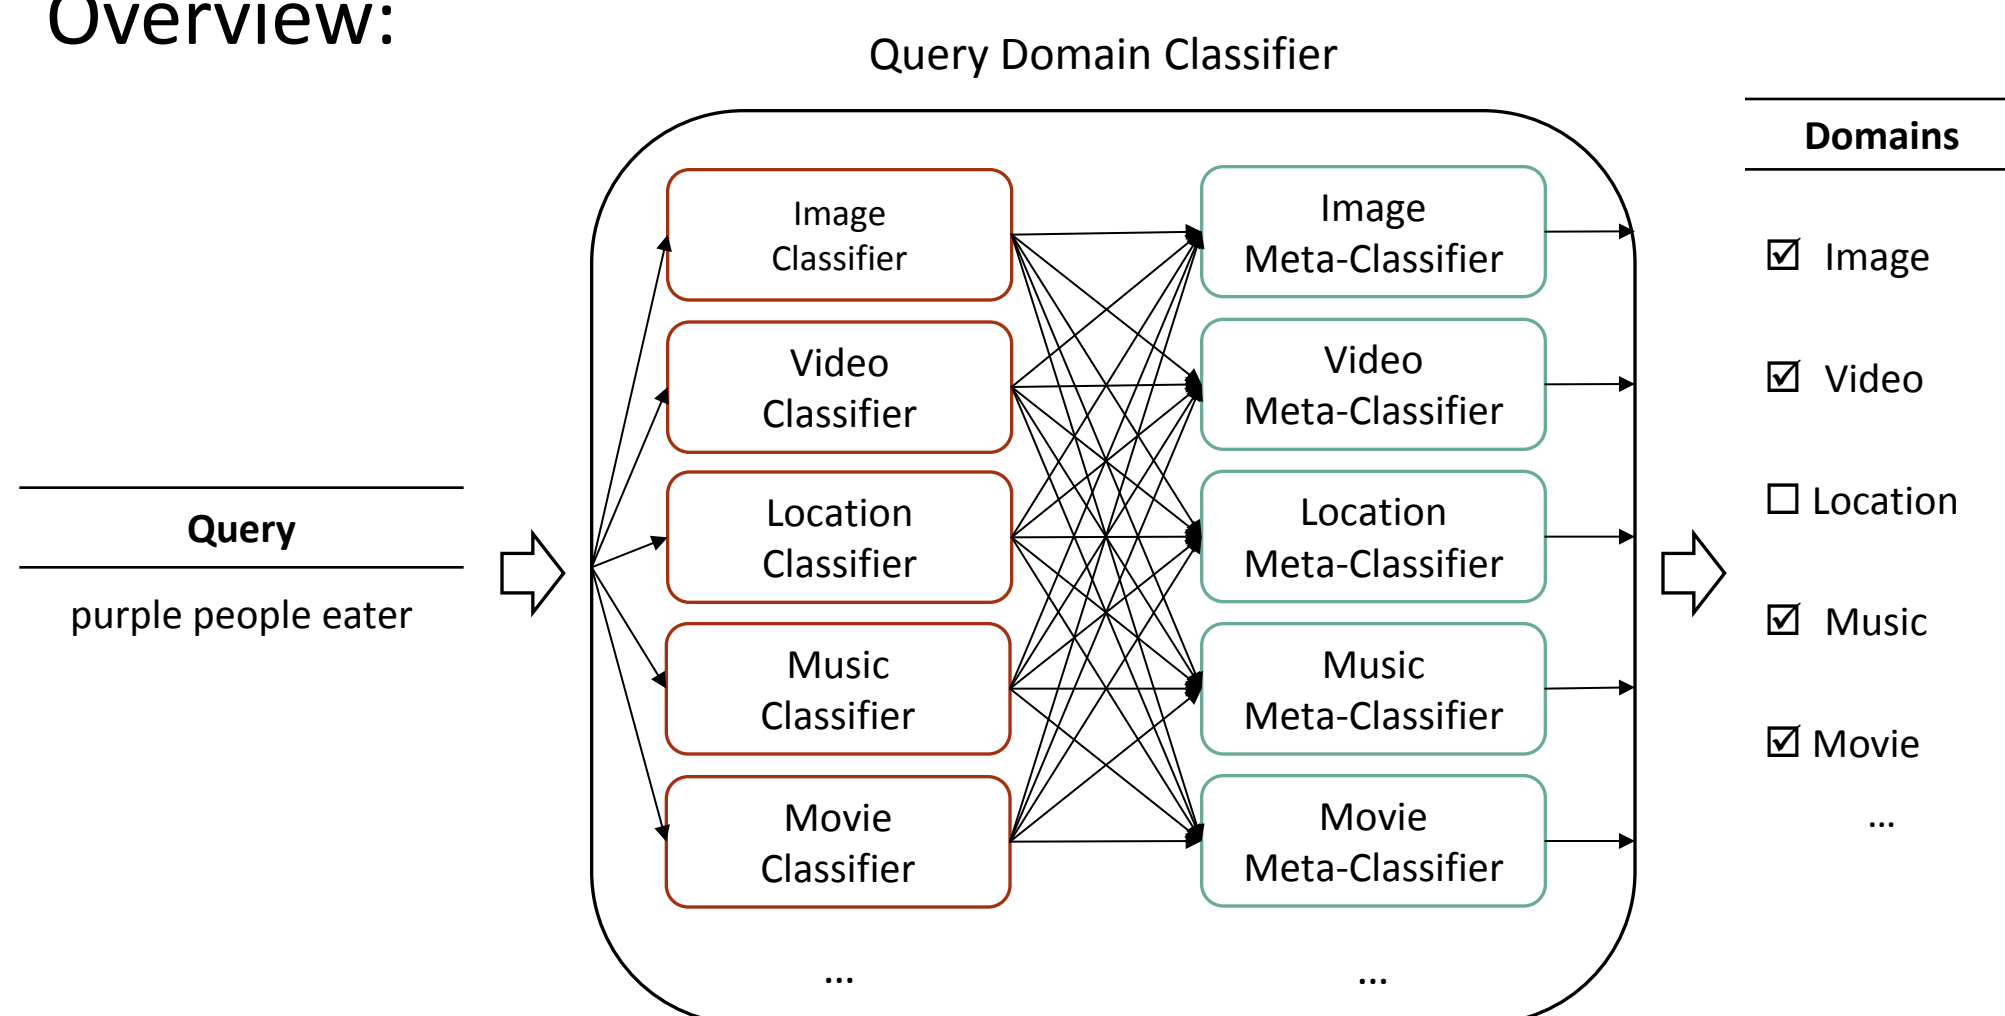 Overview:
Query Domain Classifier
Query
purple people eater
Image
Classifier
Video
Classifier
Location
Classifier
Music
Classifier
Movie
Classifier
...
Image
Meta-Classifier
Video
Meta-Classifier
Location
Meta-Classifier
Music
Meta-Classifier
Movie
Meta-Classifier
...
Domains
☑ Image
☑ Video
☐ Location
☑ Music
☑ Movie
...